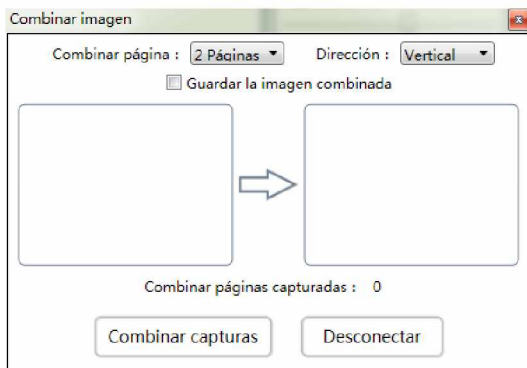 Combinar imagen
Combinar página : 2 Páginas Dirección : Vertical
Guardar la imagen combinada
Combinar páginas capturadas : 0
Combinar capturas Desconectar